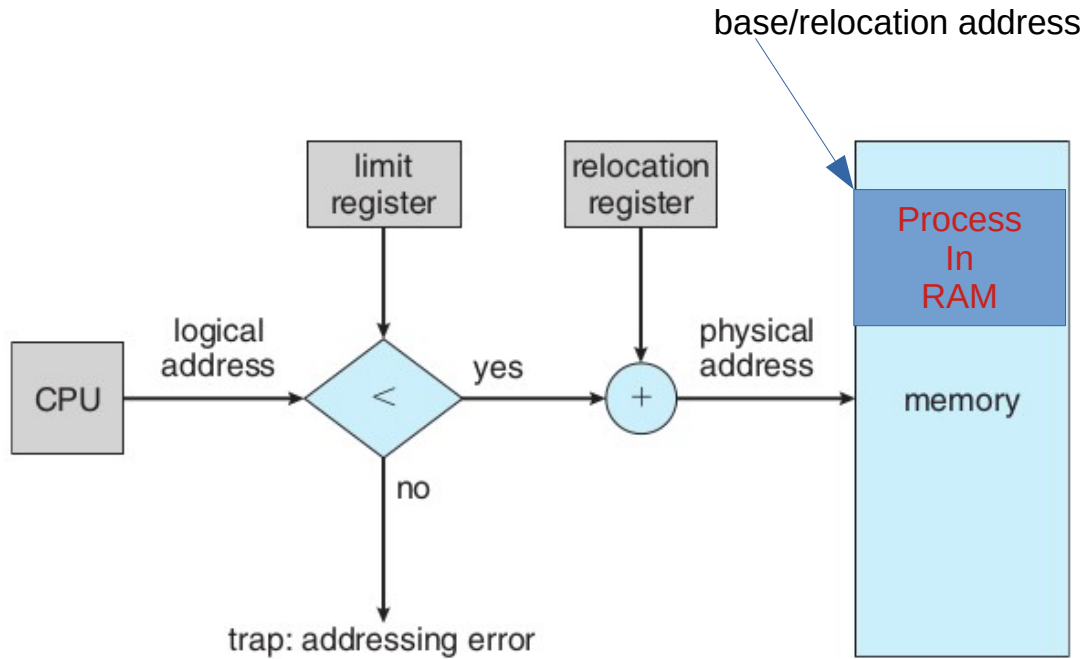 base/relocation address
limit
register
relocation
register
Process
In
RAM
logical
address
physical
address
CPU
<
yes
+
memory
no
trap: addressing error